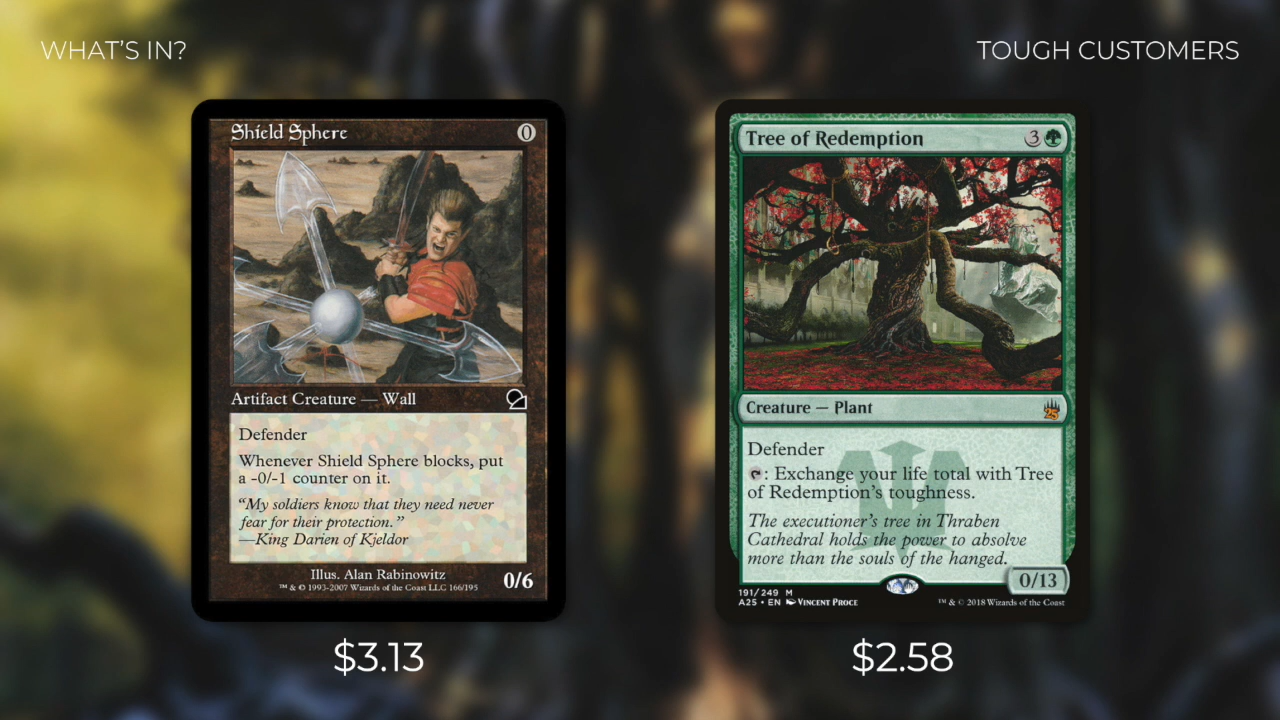 WHAT'S IN?
TOUGH CUSTOMERS
Shield Sphere
0
Artifact Creature — Wall
Defender
Whenever Shield Sphere blocks, put
a -0/-1 counter on it.
“My soldiers know that they need never
fear for their protection.”
—King Darien of Kjeldor
Illus. Alan Rabinowitz
™ & © 1993-2007 Wizards of the Coast LLC 166/195
0/6
$3.13
Tree of Redemption
3
Creature — Plant
25
Defender
: Exchange your life total with Tree
of Redemption's toughness.
The executioner's tree in Thraben
Cathedral holds the power to absolve
more than the souls of the hanged.
0/13
191/249 M
A25 • EN VINCENT PROCE
™ & © 2018 Wizards of the Coast
$2.58